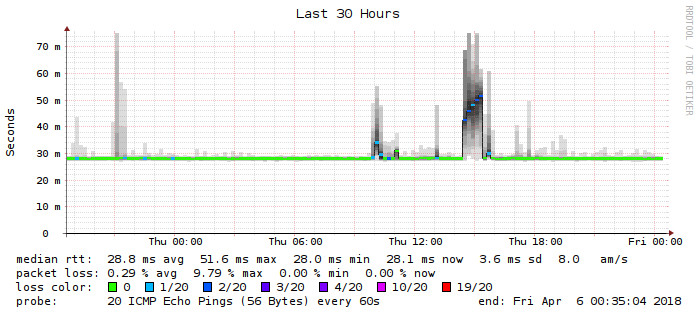 Last 30 Hours
RRDTOOL / TOBI OETIKER
Seconds
70 m
60 m
50 m
40 m
30 m
20 m
10 m
0
Thu 00:00 Thu 06:00 Thu 12:00 Thu 18:00 Fri 00:00
median rtt: 28.8 ms avg 51.6 ms max 28.0 ms min 28.1 ms now 3.6 ms sd 8.0 am/s
packet loss: 0.29 % avg 9.79 % max 0.00 % min 0.00 % now
loss color: 0 1/20 2/20 3/20 4/20 10/20 19/20
probe: 20 ICMP Echo Pings (56 Bytes) every 60s end: Fri Apr 6 00:35:04 2018